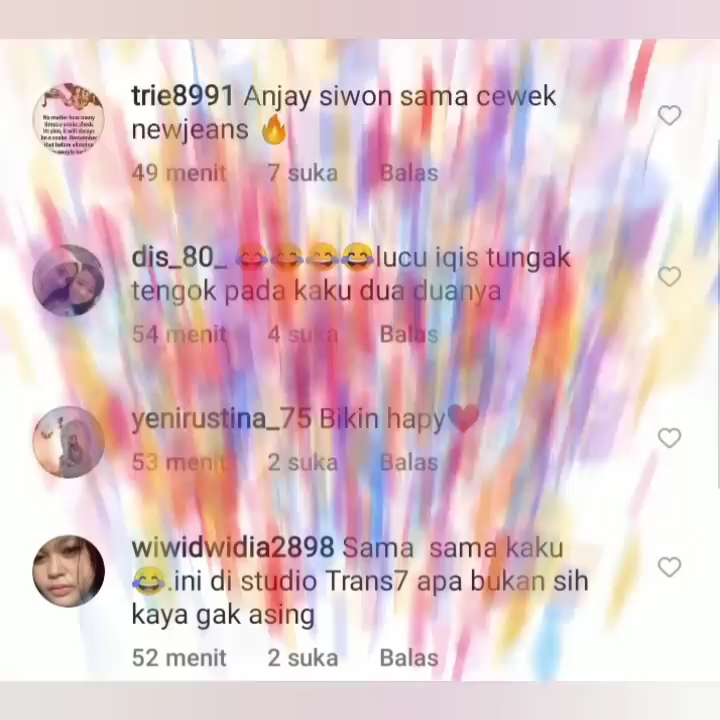 trie8991 Anjay siwon sama cewek
newjeans 🔥
49 menit 7 suka Balas
dis_80_ 😂😂😂😂lucu iqis tungak
tengok pada kaku dua duanya
54 menit 4 suka Balas
yenirustina_75 Bikin hapy❤
53 menit 2 suka Balas
wiwidwidia2898 Sama sama kaku
😂.ini di studio Trans7 apa bukan sih
kaya gak asing
52 menit 2 suka Balas